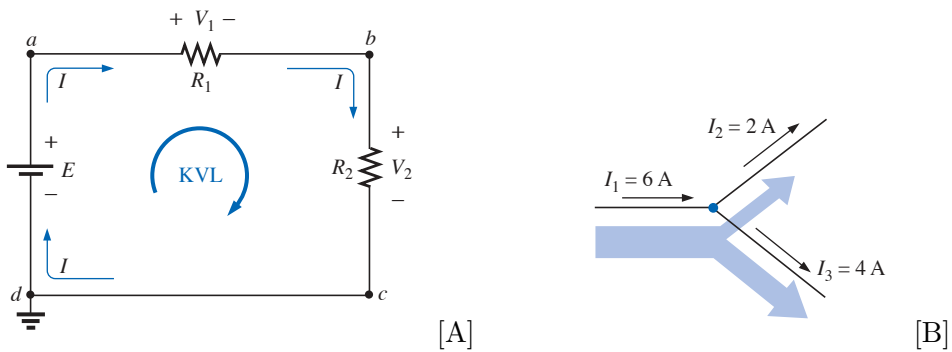 + V₁ −
a
b
I
R₁
I
I₂ = 2 A
+
E
−
KVL
R₂
+
V₂
−
I₁ = 6 A
I
I₃ = 4 A
d
c
[A]
[B]